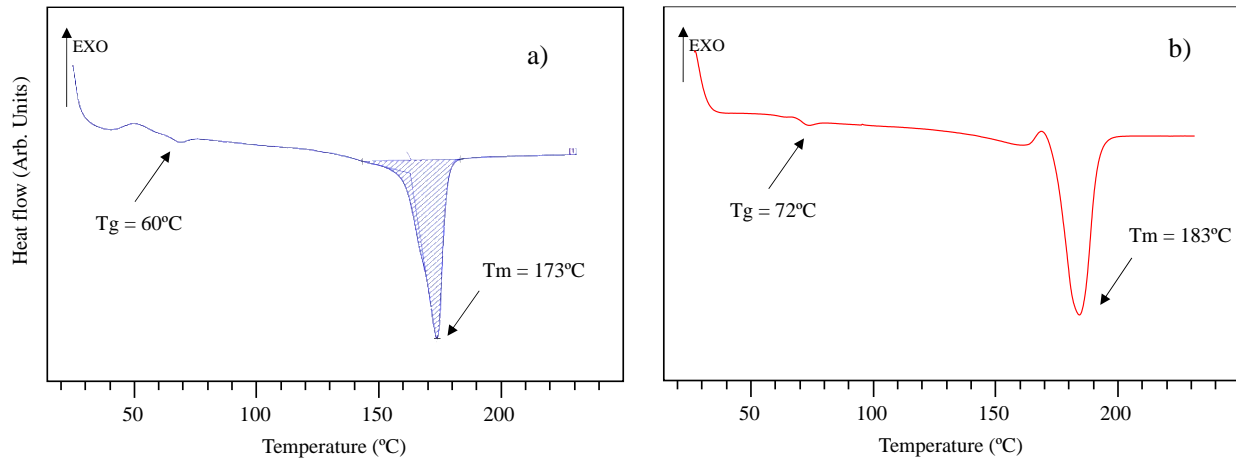 EXO
a)
Heat flow (Arb. Units)
Tg = 60ºC
Tm = 173ºC
50
100
150
200
Temperature (ºC)
EXO
b)
Tg = 72ºC
Tm = 183ºC
50
100
150
200
Temperature (ºC)